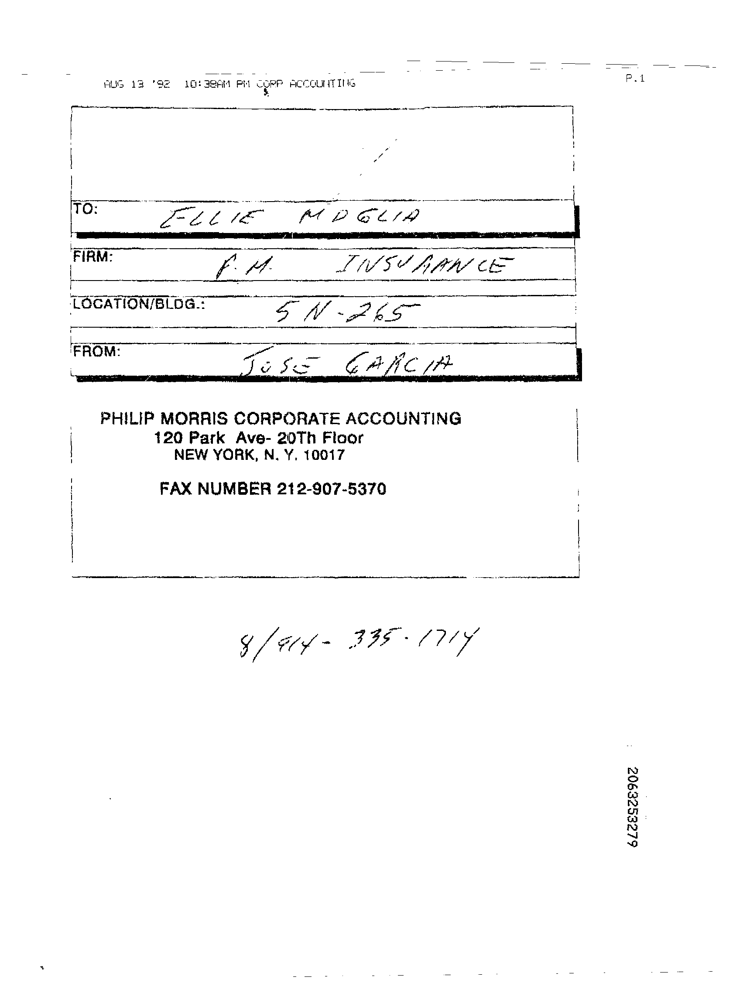 AUG 13 '92 10:38AM PM CORP ACCOUNTING P.1
TO: ELLIE MOGLIA
FIRM: P.M. INSURANCE
LOCATION/BLDG.: 5N-265
FROM: JOSE GARCIA
PHILIP MORRIS CORPORATE ACCOUNTING
120 Park Ave- 20Th Floor
NEW YORK, N. Y. 10017
FAX NUMBER 212-907-5370
8/914-335-1714
2063253279